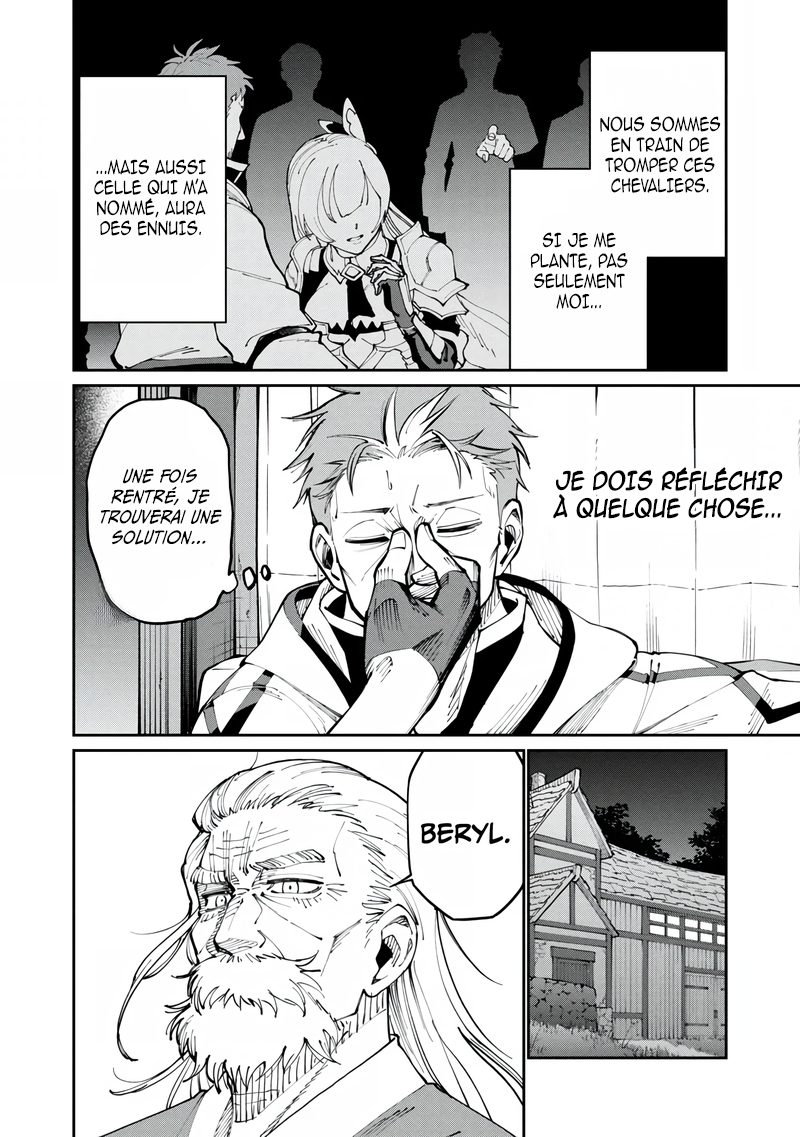 NOUS SOMMES
EN TRAIN DE
TROMPER CES
CHEVALIERS.
SI JE ME
PLANTE, PAS
SEULEMENT
MOI...
...MAIS AUSSI
CELLE QUI M'A
NOMMÉ, AURA
DES ENNUIS.
JE DOIS RÉFLÉCHIR
À QUELQUE CHOSE...
UNE FOIS
RENTRÉ, JE
TROUVERAI UNE
SOLUTION...
BERYL.